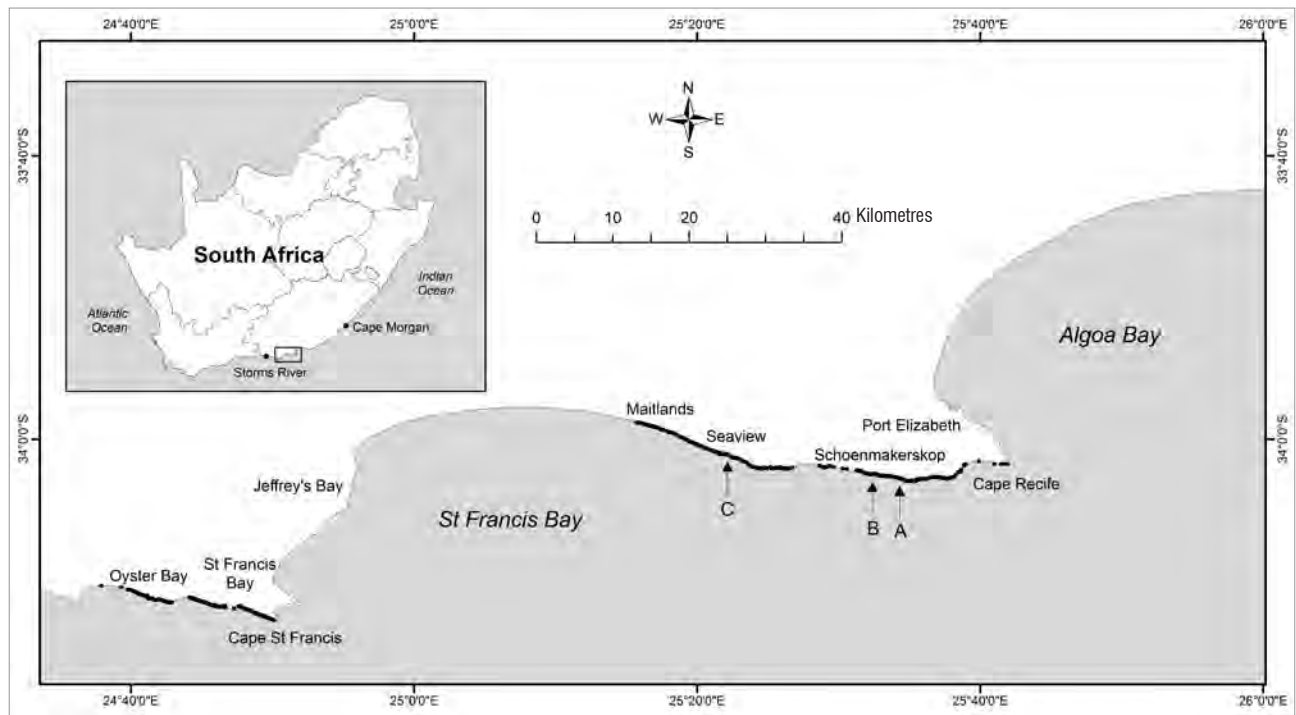 24°40'0"E 25°0'0"E 25°20'0"E 25°40'0"E 26°0'0"E
33°40'0"S
33°40'0"S
N
W E
S
0 10 20 40 Kilometres
South Africa
Indian
Ocean
Atlantic
Ocean
Cape Morgan
Storms River
Algoa Bay
Maitlands
Port Elizabeth
Seaview
34°0'0"S
34°0'0"S
Schoenmakerskop
Jeffrey's Bay
Cape Recife
C
B
A
St Francis Bay
St Francis
Bay
Oyster Bay
Cape St Francis
24°40'0"E 25°0'0"E 25°20'0"E 25°40'0"E 26°0'0"E